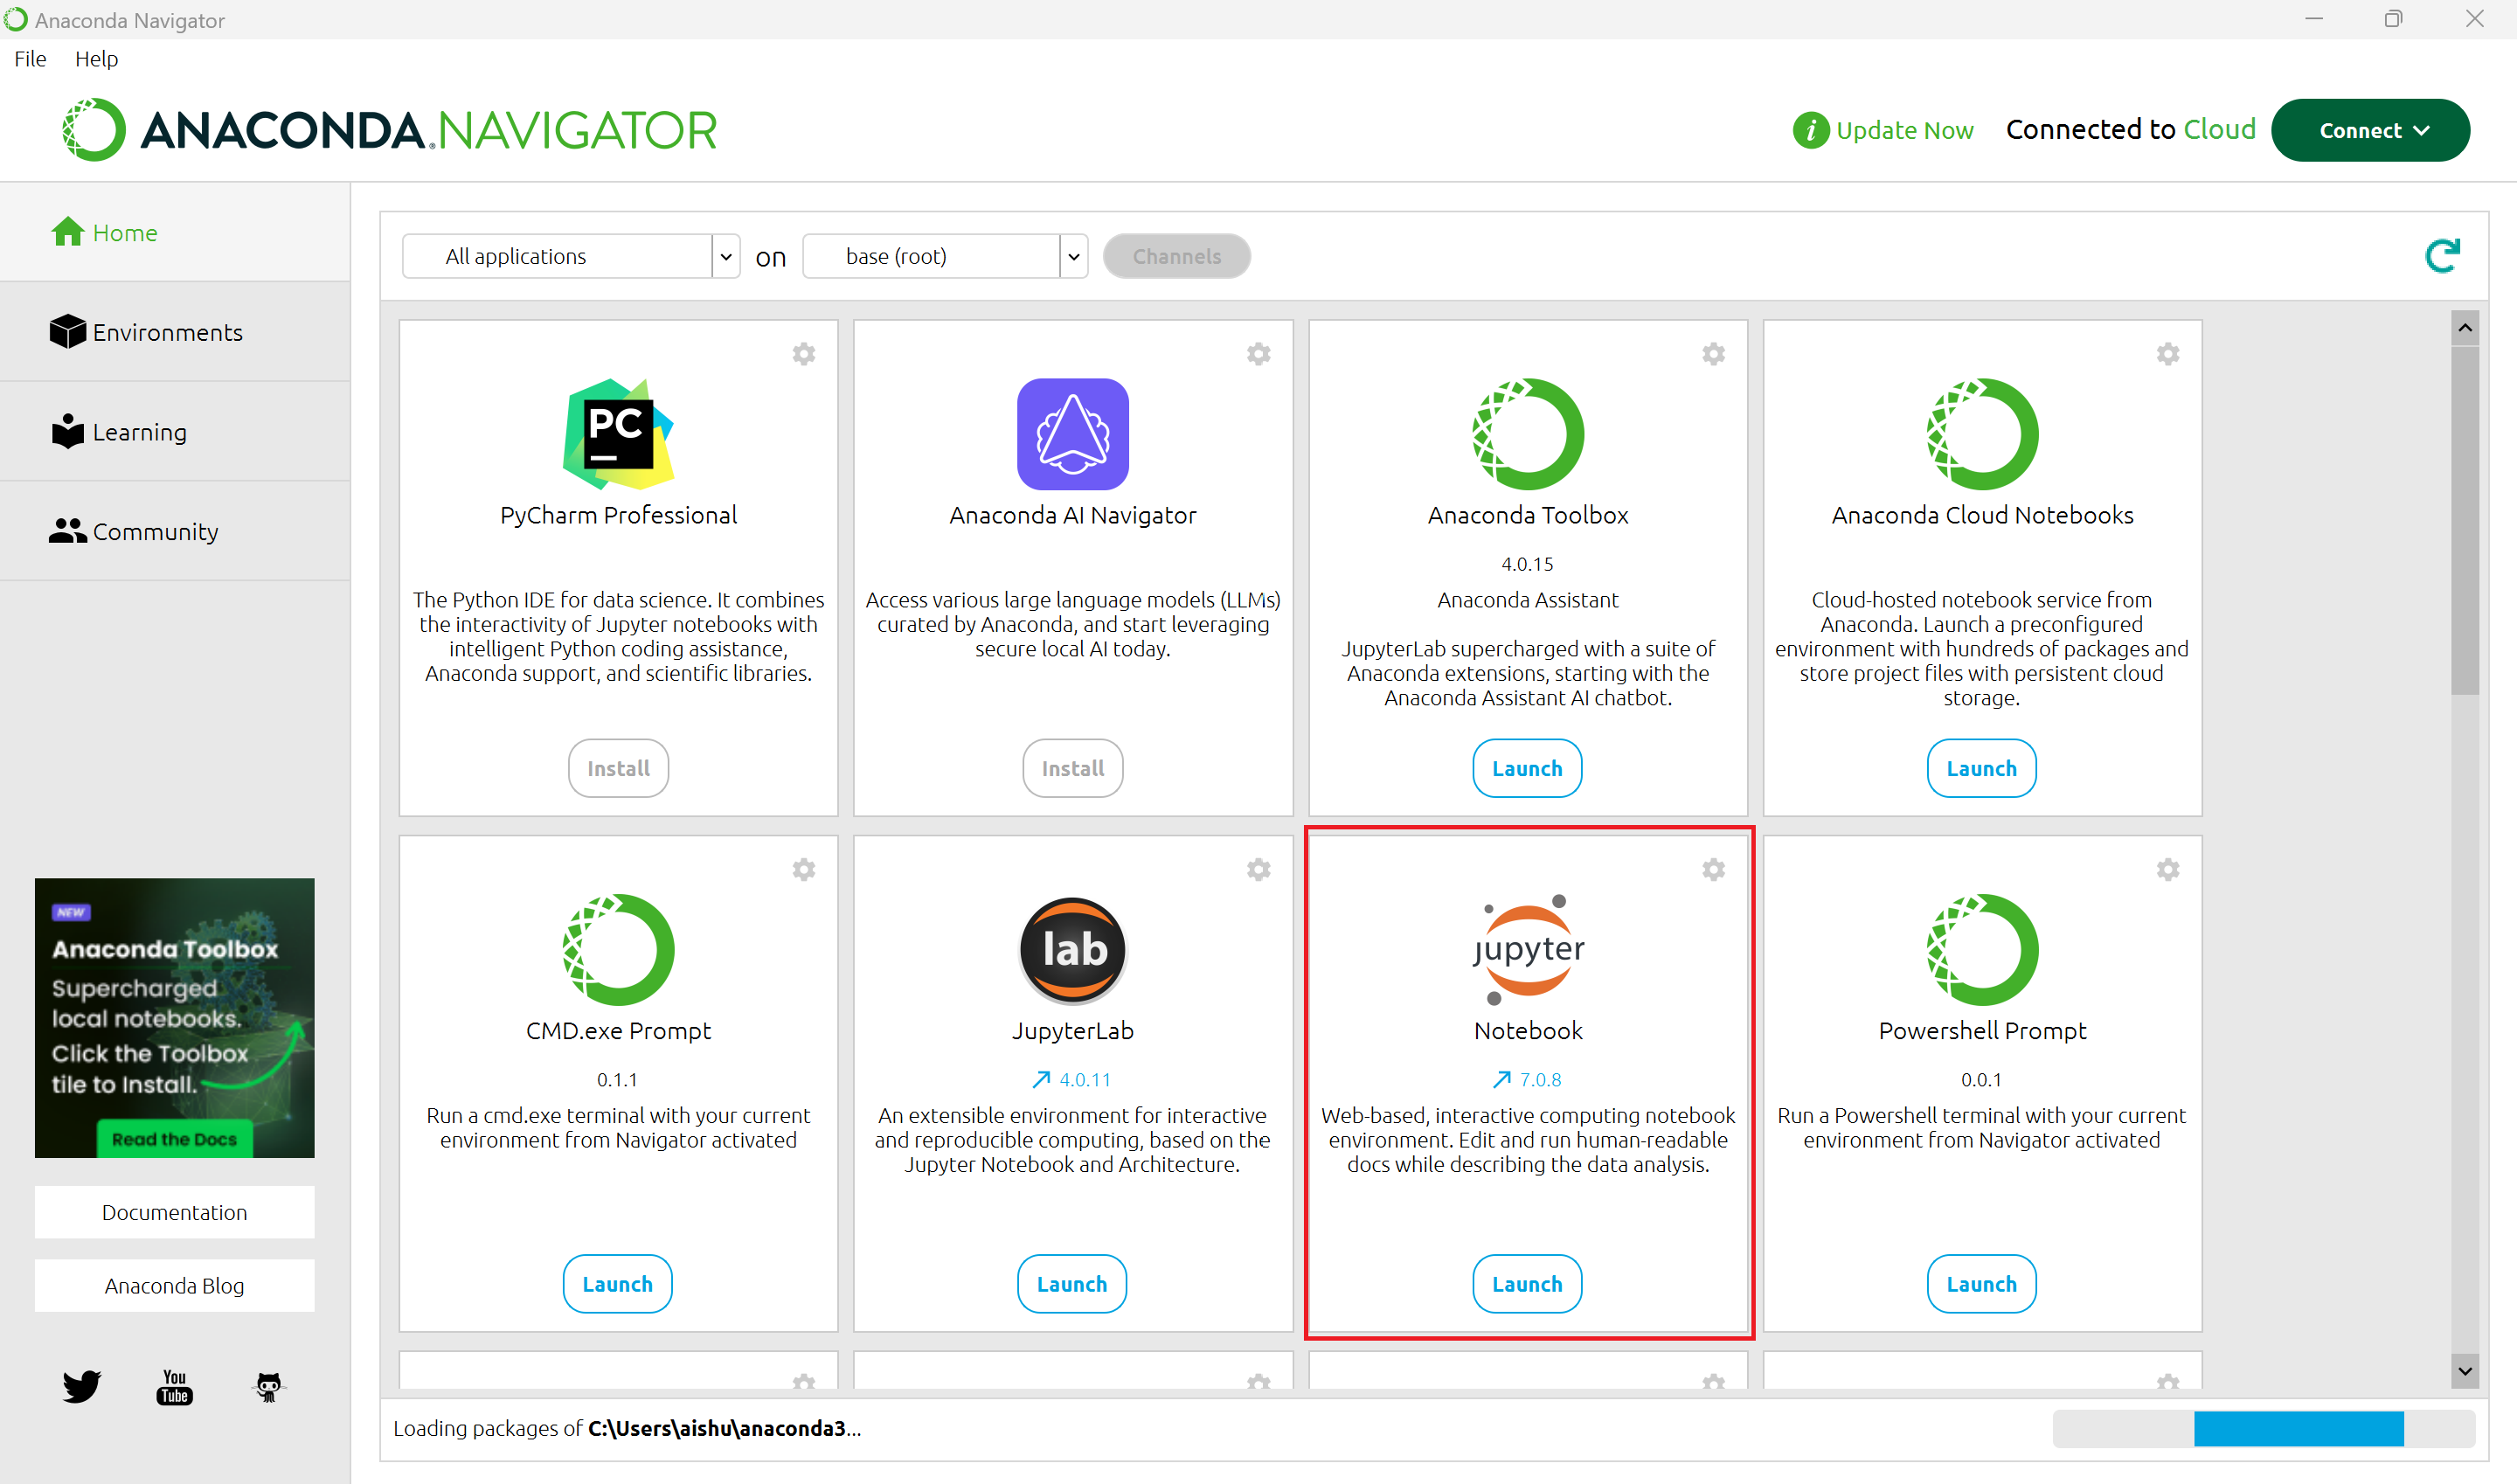 Anaconda Navigator
File Help
ANACONDA.NAVIGATOR
i Update Now Connected to Cloud Connect
Home
Environments
Learning
Community
All applications on base (root) Channels
PC
PyCharm Professional
The Python IDE for data science. It combines
the interactivity of Jupyter notebooks with
intelligent Python coding assistance,
Anaconda support, and scientific libraries.
Install
Anaconda AI Navigator
Access various large language models (LLMs)
curated by Anaconda, and start leveraging
secure local AI today.
Install
Anaconda Toolbox
4.0.15
Anaconda Assistant
JupyterLab supercharged with a suite of
Anaconda extensions, starting with the
Anaconda Assistant AI chatbot.
Launch
Anaconda Cloud Notebooks
Cloud-hosted notebook service from
Anaconda. Launch a preconfigured
environment with hundreds of packages and
store project files with persistent cloud
storage.
Launch
CMD.exe Prompt
0.1.1
Run a cmd.exe terminal with your current
environment from Navigator activated
Launch
lab
JupyterLab
4.0.11
An extensible environment for interactive
and reproducible computing, based on the
Jupyter Notebook and Architecture.
Launch
jupyter
Notebook
7.0.8
Web-based, interactive computing notebook
environment. Edit and run human-readable
docs while describing the data analysis.
Launch
Powershell Prompt
0.0.1
Run a Powershell terminal with your current
environment from Navigator activated
Launch
NEW
Anaconda Toolbox
Supercharged
local notebooks.
Click the Toolbox
tile to Install.
Read the Docs
Documentation
Anaconda Blog
You
Tube
Loading packages of C:\Users\aishu\anaconda3...